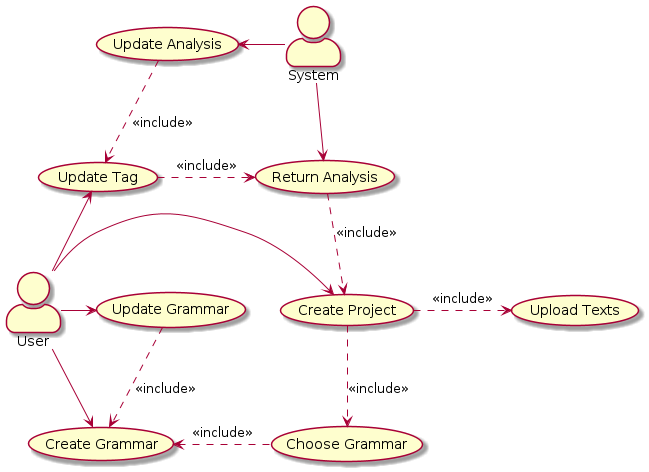 Update Analysis
System
«include»
«include»
Update Tag
Return Analysis
«include»
«include»
Update Grammar
Create Project
Upload Texts
User
«include»
«include»
«include»
Create Grammar
Choose Grammar